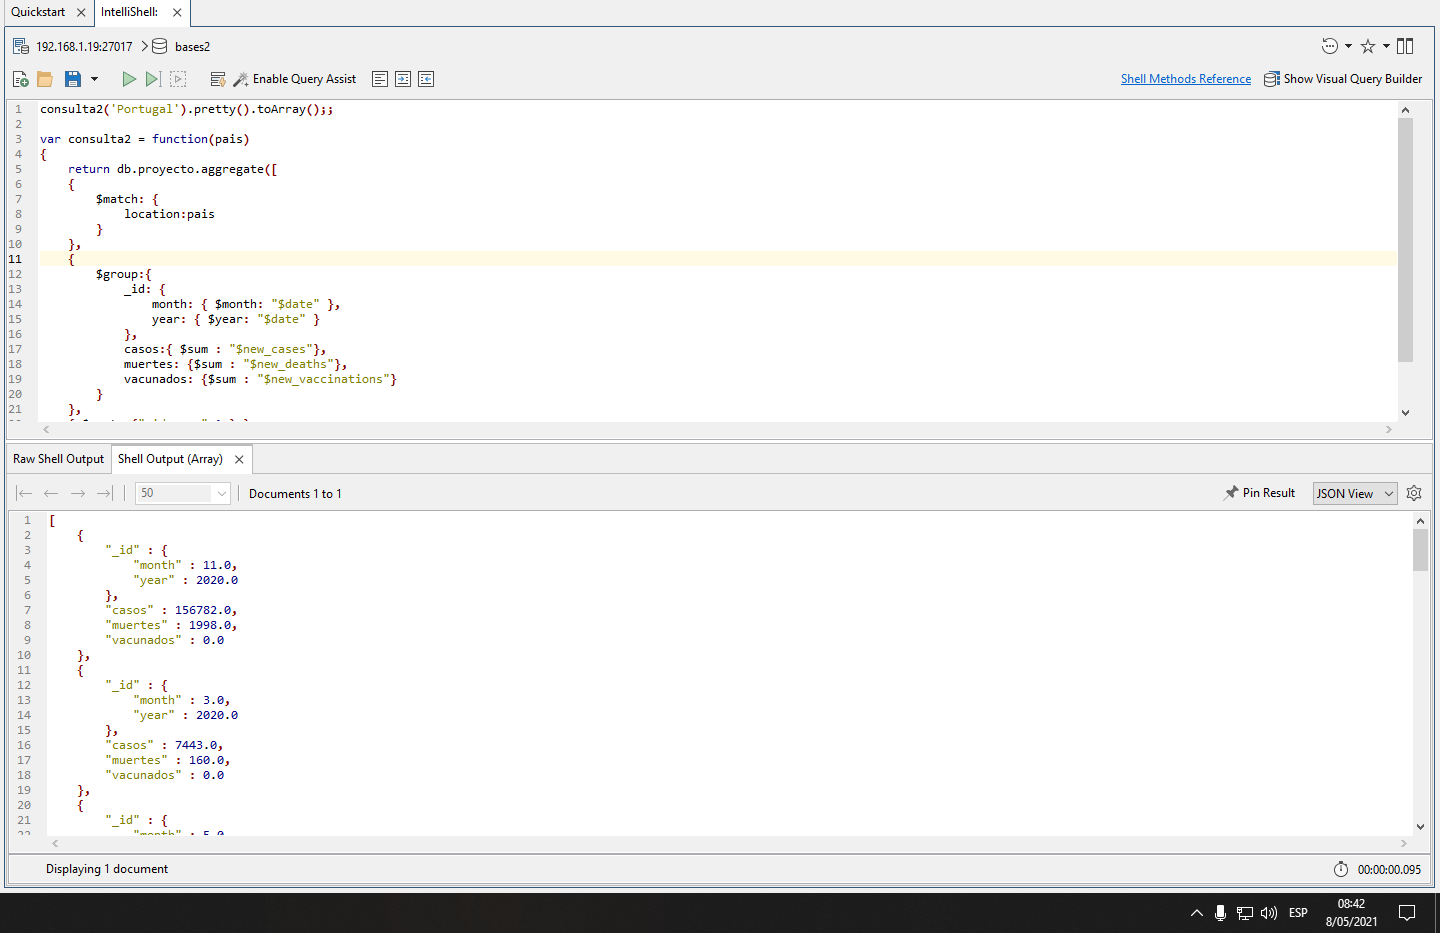 Quickstart
IntelliShell:
192.168.1.19:27017
bases2
Enable Query Assist
Shell Methods Reference
Show Visual Query Builder
1 consulta2('Portugal').pretty().toArray();;
2
3 var consulta2 = function(pais)
4 {
5 return db.proyecto.aggregate([
6 {
7 $match: {
8 location:pais
9 }
10 },
11 {
12 $group:{
13 _id: {
14 month: { $month: "$date" },
15 year: { $year: "$date" }
16 },
17 casos:{ $sum : "$new_cases"},
18 muertes: {$sum : "$new_deaths"},
19 vacunados: {$sum : "$new_vaccinations"}
20 }
21 },
Raw Shell Output
Shell Output (Array)
50
Documents 1 to 1
Pin Result
JSON View
1 [
2 {
3 "_id" : {
4 "month" : 11.0,
5 "year" : 2020.0
6 },
7 "casos" : 156782.0,
8 "muertes" : 1998.0,
9 "vacunados" : 0.0
10 },
11 {
12 "_id" : {
13 "month" : 3.0,
14 "year" : 2020.0
15 },
16 "casos" : 7443.0,
17 "muertes" : 160.0,
18 "vacunados" : 0.0
19 },
20 {
21 "_id" : {
22 "month" : 5.0
Displaying 1 document
00:00:00.095
ESP
08:42
8/05/2021